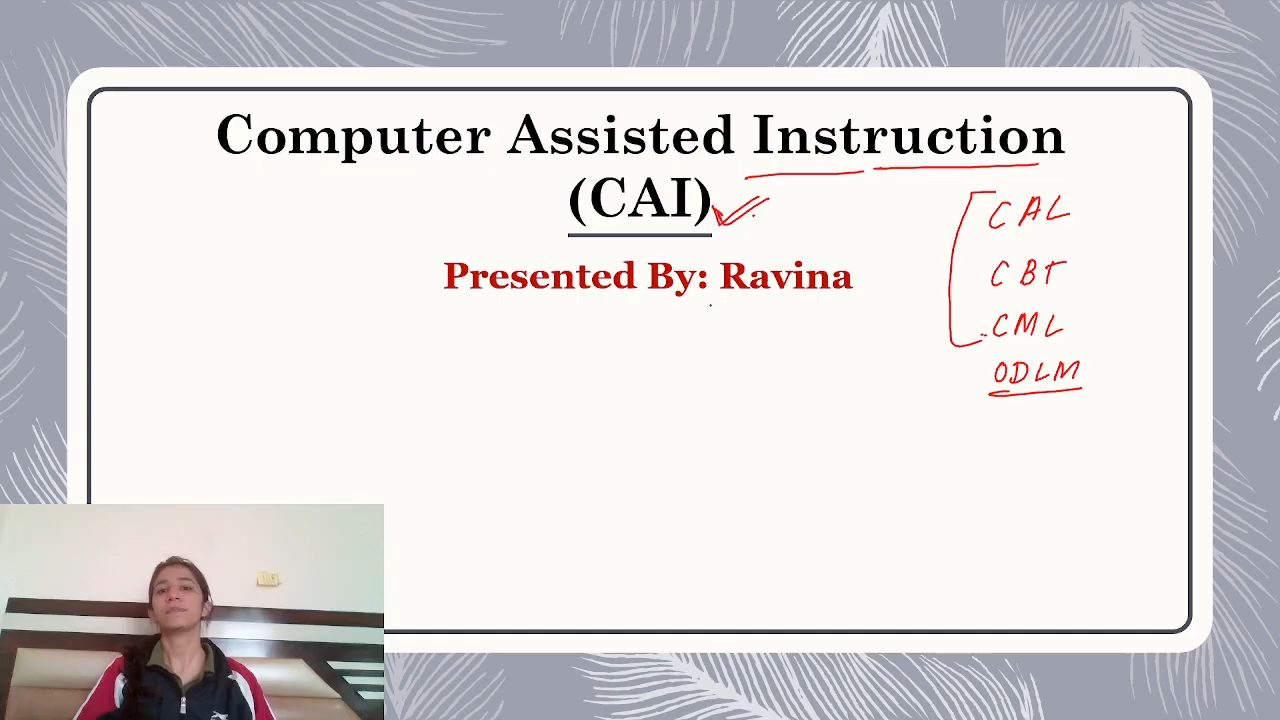 Computer Assisted Instruction
(CAI)
Presented By: Ravina
CAL
CBT
CML
ODLM